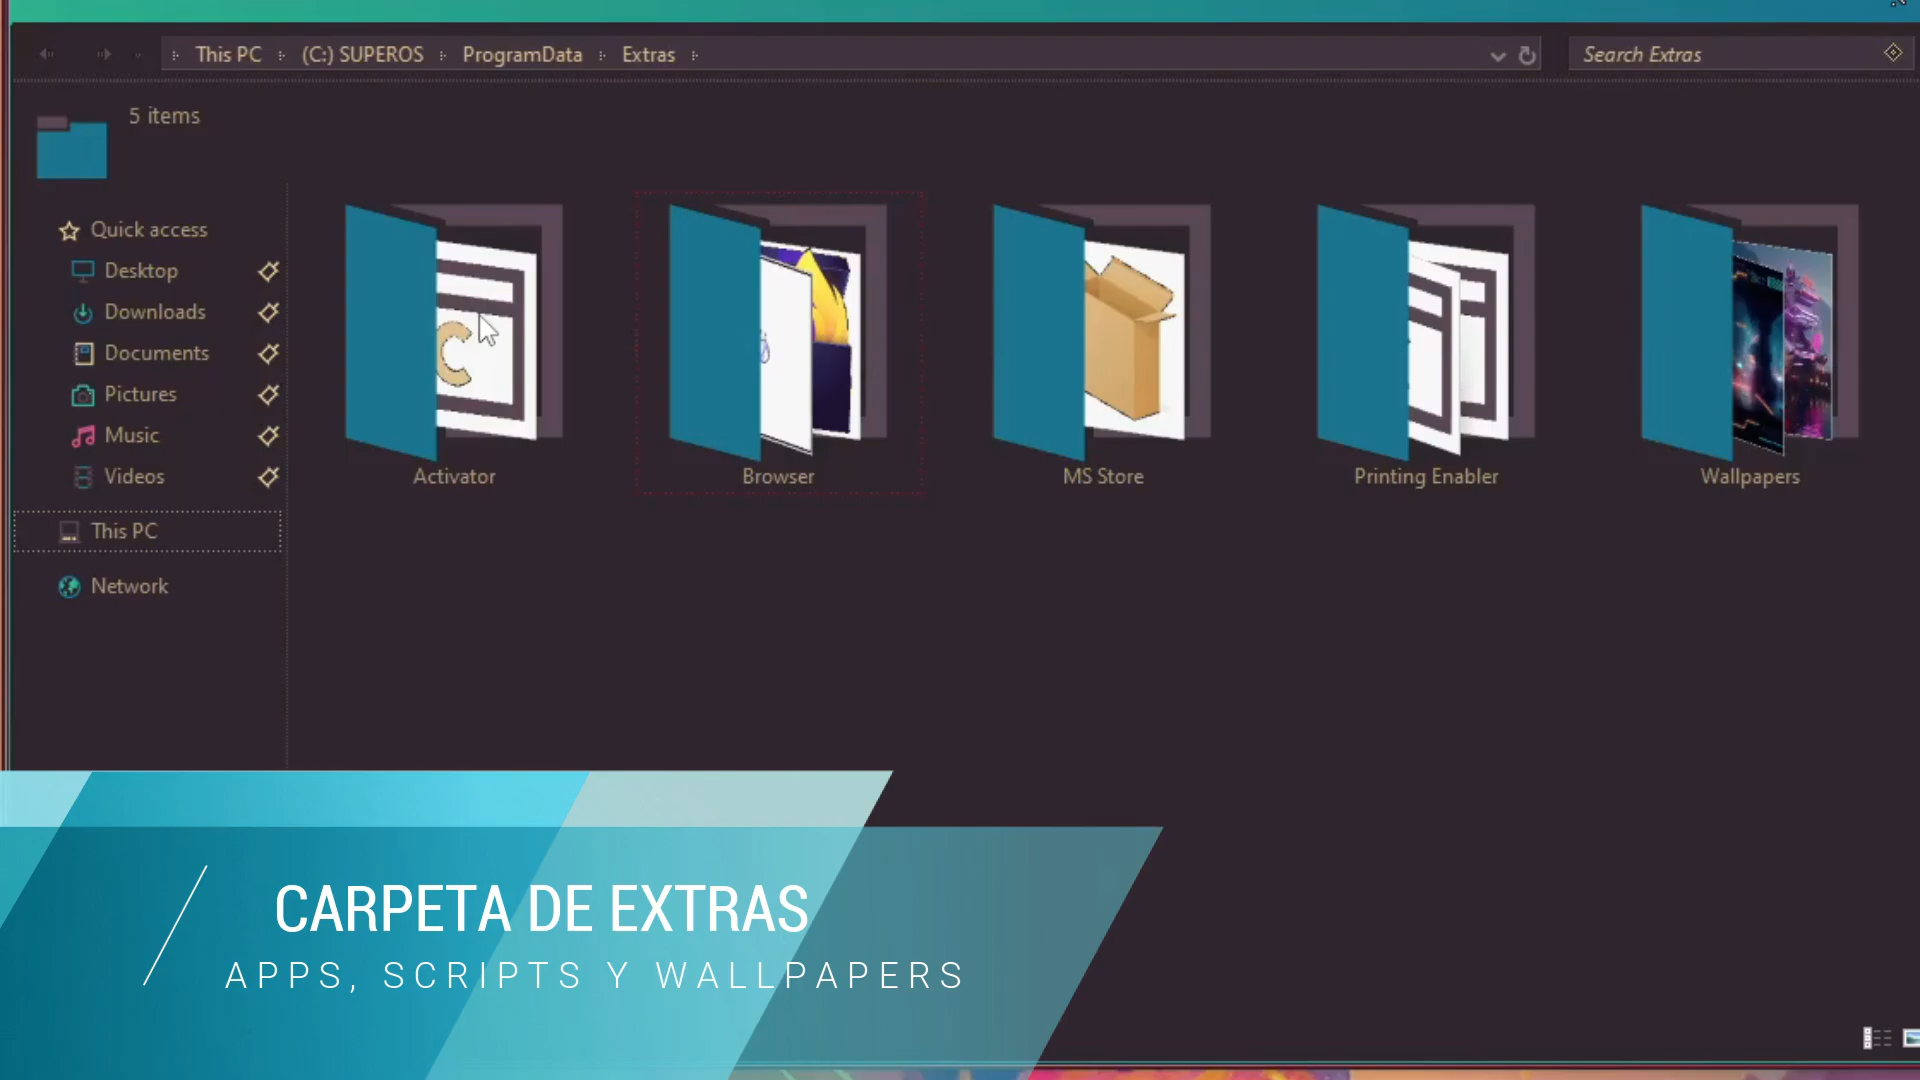 This PC
(C:) SUPEROS
ProgramData
Extras
Search Extras
5 items
Quick access
Desktop
Downloads
Documents
Pictures
Music
Videos
This PC
Network
C
Activator
Browser
MS Store
Printing Enabler
Wallpapers
CARPETA DE EXTRAS
APPS, SCRIPTS Y WALLPAPERS